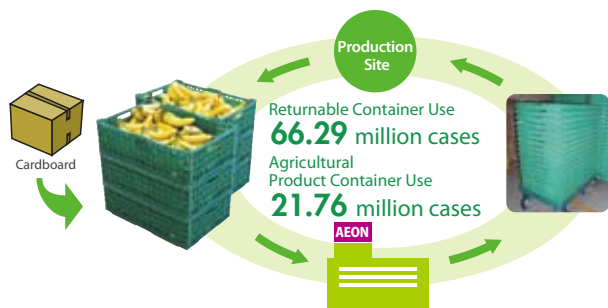 Production
Site
Cardboard
Returnable Container Use
66.29 million cases
Agricultural
Product Container Use
21.76 million cases
AEON